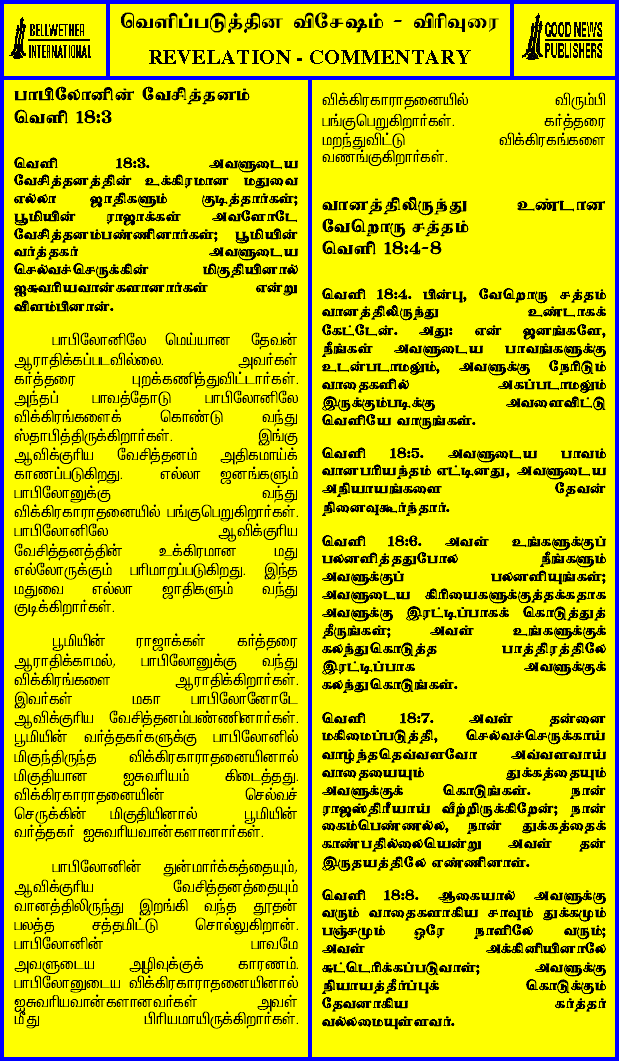 BELLWETHER
INTERNATIONAL
வெளிப்படுத்தின விசேஷம் - விரிவுரை
REVELATION - COMMENTARY
GOOD NEWS
PUBLISHERS
பாபிலோனின் வேசித்தனம்
வெளி 18:3
வெளி 18:3. அவளுடைய
வேசித்தனத்தின் உக்கிரமான மதுவை
எல்லா ஜாதிகளும் குடித்தார்கள்;
பூமியின் ராஜாக்கள் அவளோடே
வேசித்தனம்பண்ணினார்கள்; பூமியின்
வர்த்தகர் அவளுடைய
செல்வச்செருக்கின் மிகுதியினால்
ஐசுவரியவான்களானார்கள் என்று
விளம்பினான்.
பாபிலோனிலே மெய்யான தேவன்
ஆராதிக்கப்படவில்லை. அவர்கள்
கர்த்தரை புறக்கணித்துவிட்டார்கள்.
அந்தப் பாவத்தோடு பாபிலோனிலே
விக்கிரங்களைக் கொண்டு வந்து
ஸ்தாபித்திருக்கிறார்கள். இங்கு
ஆவிக்குரிய வேசித்தனம் அதிகமாய்க்
காணப்படுகிறது. எல்லா ஜனங்களும்
பாபிலோனுக்கு வந்து
விக்கிரகாராதனையில் பங்குபெறுகிறார்கள்.
பாபிலோனிலே ஆவிக்குரிய
வேசித்தனத்தின் உக்கிரமான மது
எல்லோருக்கும் பரிமாறப்படுகிறது. இந்த
மதுவை எல்லா ஜாதிகளும் வந்து
குடிக்கிறார்கள்.
பூமியின் ராஜாக்கள் கர்த்தரை
ஆராதிக்காமல், பாபிலோனுக்கு வந்து
விக்கிரங்களை ஆராதிக்கிறார்கள்.
இவர்கள் மகா பாபிலோனோடே
ஆவிக்குரிய வேசித்தனம்பண்ணினார்கள்.
பூமியின் வர்த்தகர்களுக்கு பாபிலோனில்
மிகுந்திருந்த விக்கிரகாராதனையினால்
மிகுதியான ஐசுவரியம் கிடைத்தது.
விக்கிரகாராதனையின் செல்வச்
செருக்கின் மிகுதியினால் பூமியின்
வர்த்தகர் ஐசுவரியவான்களானார்கள்.
பாபிலோனின் துன்மார்க்கத்தையும்,
ஆவிக்குரிய வேசித்தனத்தையும்
வானத்திலிருந்து இறங்கி வந்த தூதன்
பலத்த சத்தமிட்டு சொல்லுகிறான்.
பாபிலோனின் பாவமே
அவளுடைய அழிவுக்குக் காரணம்.
பாபிலோனுடைய விக்கிரகாராதனையினால்
ஐசுவரியவான்களானவர்கள் அவள்
மீது பிரியமாயிருக்கிறார்கள்.
விக்கிரகாராதனையில் விரும்பி
பங்குபெறுகிறார்கள். கர்த்தரை
மறந்துவிட்டு விக்கிரகங்களை
வணங்குகிறார்கள்.
வானத்திலிருந்து உண்டான
வேறொரு சத்தம்
வெளி 18:4-8
வெளி 18:4. பின்பு, வேறொரு சத்தம்
வானத்திலிருந்து உண்டாகக்
கேட்டேன். அது: என் ஜனங்களே,
நீங்கள் அவளுடைய பாவங்களுக்கு
உடன்படாமலும், அவளுக்கு நேரிடும்
வாதைகளில் அகப்படாமலும்
இருக்கும்படிக்கு அவளைவிட்டு
வெளியே வாருங்கள்.
வெளி 18:5. அவளுடைய பாவம்
வானபரியந்தம் எட்டினது, அவளுடைய
அநியாயங்களை தேவன்
நினைவுகூர்ந்தார்.
வெளி 18:6. அவள் உங்களுக்குப்
பலனளித்ததுபோல நீங்களும்
அவளுக்குப் பலனளியுங்கள்;
அவளுடைய கிரியைகளுக்குத்தக்கதாக
அவளுக்கு இரட்டிப்பாகக் கொடுத்துத்
தீருங்கள்; அவள் உங்களுக்குக்
கலந்துகொடுத்த பாத்திரத்திலே
இரட்டிப்பாக அவளுக்குக்
கலந்துகொடுங்கள்.
வெளி 18:7. அவள் தன்னை
மகிமைப்படுத்தி, செல்வச்செருக்காய்
வாழ்ந்ததெவ்வளவோ அவ்வளவாய்
வாதையையும் துக்கத்தையும்
அவளுக்குக் கொடுங்கள். நான்
ராஜஸ்திரீயாய் வீற்றிருக்கிறேன்; நான்
கைம்பெண்ணல்ல, நான் துக்கத்தைக்
காண்பதில்லையென்று அவள் தன்
இருதயத்திலே எண்ணினாள்.
வெளி 18:8. ஆகையால் அவளுக்கு
வரும் வாதைகளாகிய சாவும் துக்கமும்
பஞ்சமும் ஒரே நாளிலே வரும்;
அவள் அக்கினியினாலே
சுட்டெரிக்கப்படுவாள்; அவளுக்கு
நியாயத்தீர்ப்புக் கொடுக்கும்
தேவனாகிய கர்த்தர்
வல்லமையுள்ளவர்.